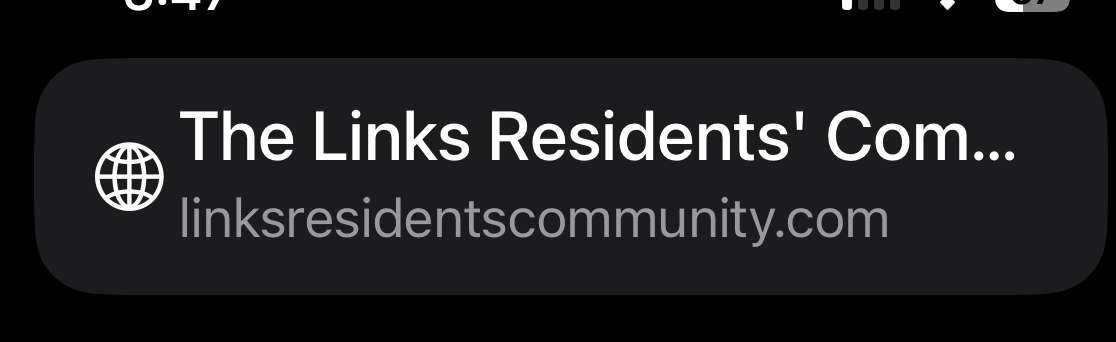 The Links Residents' Com...
linksresidentscommunity.com